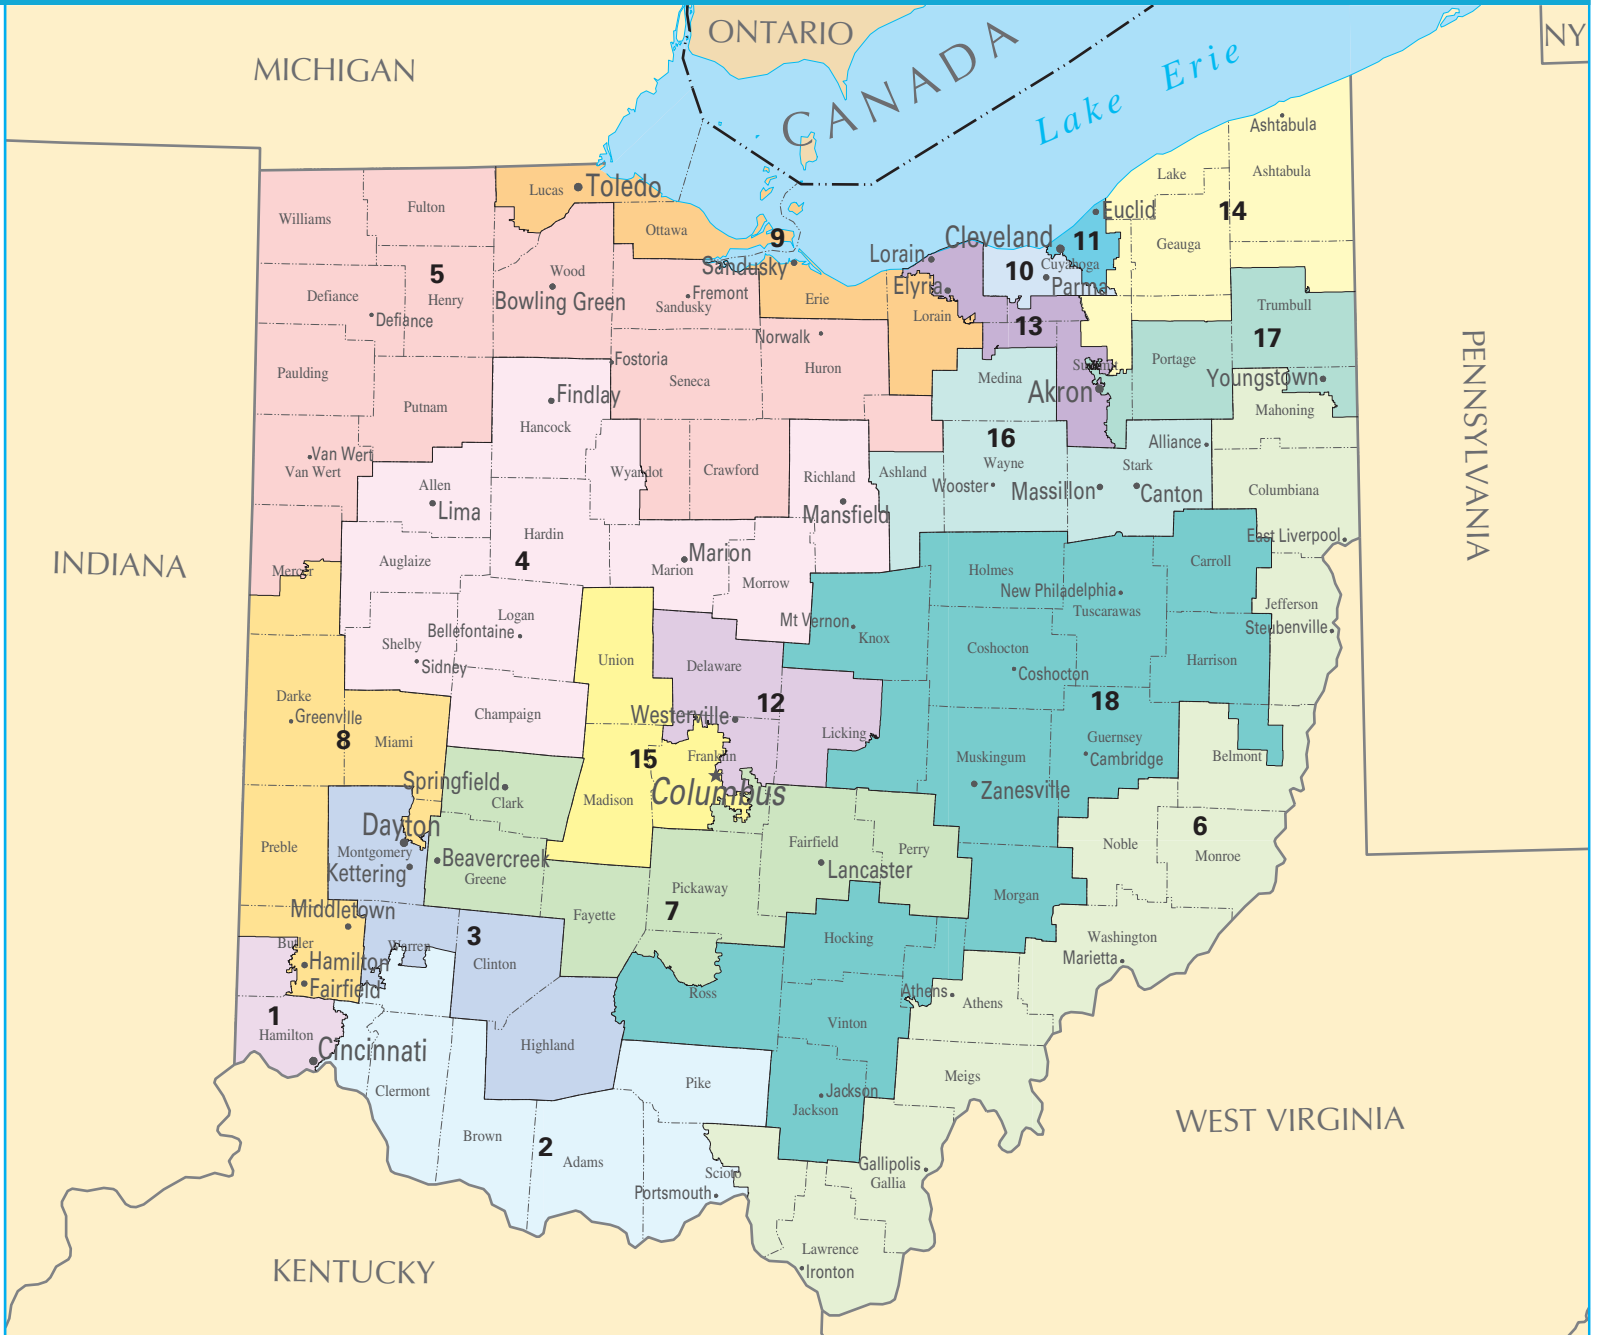 ONTARIO
NY
MICHIGAN
CANADA
Lake Erie
Ashtabula
Lake
Ashtabula
Lucas
Toledo
Williams
Fulton
Ottawa
9
Euclid
14
Cleveland
11
Geauga
Lorain
Sandusky
10
Cuyahoga
5
Wood
Parma
Elyria
Defiance
Henry
Bowling Green
Fremont
Sandusky
Erie
Trumbull
Defiance
Lorain
13
17
Norwalk
Fostoria
Portage
PENNSYLVANIA
Paulding
Huron
Summit
Seneca
Medina
Youngstown
Findlay
Akron
Putnam
Mahoning
Hancock
16
Alliance
Van Wert
Van Wert
Wyandot
Crawford
Richland
Ashland
Wayne
Stark
Allen
Wooster
Massillon
Canton
Columbiana
Lima
Mansfield
Hardin
East Liverpool
INDIANA
Auglaize
4
Marion
Marion
Mercer
Morrow
Holmes
Carroll
New Philadelphia
Tuscarawas
Jefferson
Logan
Bellefontaine
Mt Vernon
Knox
Steubenville
Shelby
Sidney
Union
Delaware
Coshocton
Coshocton
Harrison
Darke
Greenville
Champaign
Westerville
12
18
8
Miami
15
Franklin
Licking
Guernsey
Cambridge
Belmont
Muskingum
Springfield
Clark
Madison
Columbus
Zanesville
Dayton
6
Preble
Montgomery
Kettering
Beavercreek
Greene
Fairfield
Lancaster
Perry
Noble
Monroe
Pickaway
7
Morgan
Middletown
Fayette
Butler
Warren
3
Clinton
Hocking
Washington
Marietta
Hamilton
Fairfield
Ross
Athens
Athens
1
Hamilton
Vinton
Cincinnati
Highland
Clermont
Pike
Meigs
Jackson
Jackson
WEST VIRGINIA
Brown
2
Adams
Scioto
Gallipolis
Gallia
Portsmouth
KENTUCKY
Lawrence
Ironton